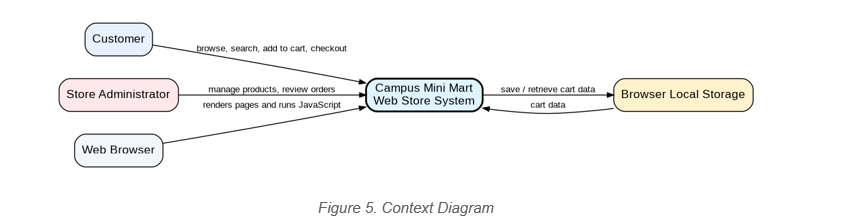 Customer
browse, search, add to cart, checkout
Store Administrator
manage products, review orders
Campus Mini Mart
Web Store System
save / retrieve cart data
cart data
Browser Local Storage
renders pages and runs JavaScript
Web Browser
Figure 5. Context Diagram